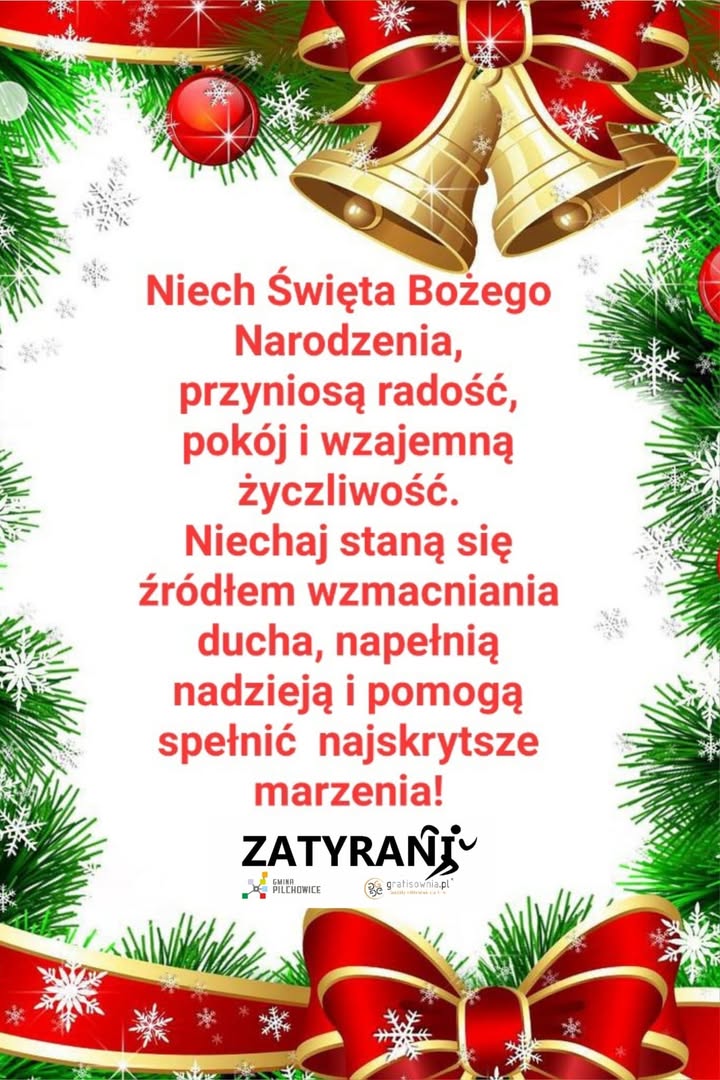 Niech Święta Bożego
Narodzenia,
przyniosą radość,
pokój i wzajemną
życzliwość.
Niechaj staną się
źródłem wzmacniania
ducha, napełnią
nadzieją i pomogą
spełnić  najskrytsze
marzenia!
ZATYRANI
GMINA
PILCHOWICE
gratisownia.pl